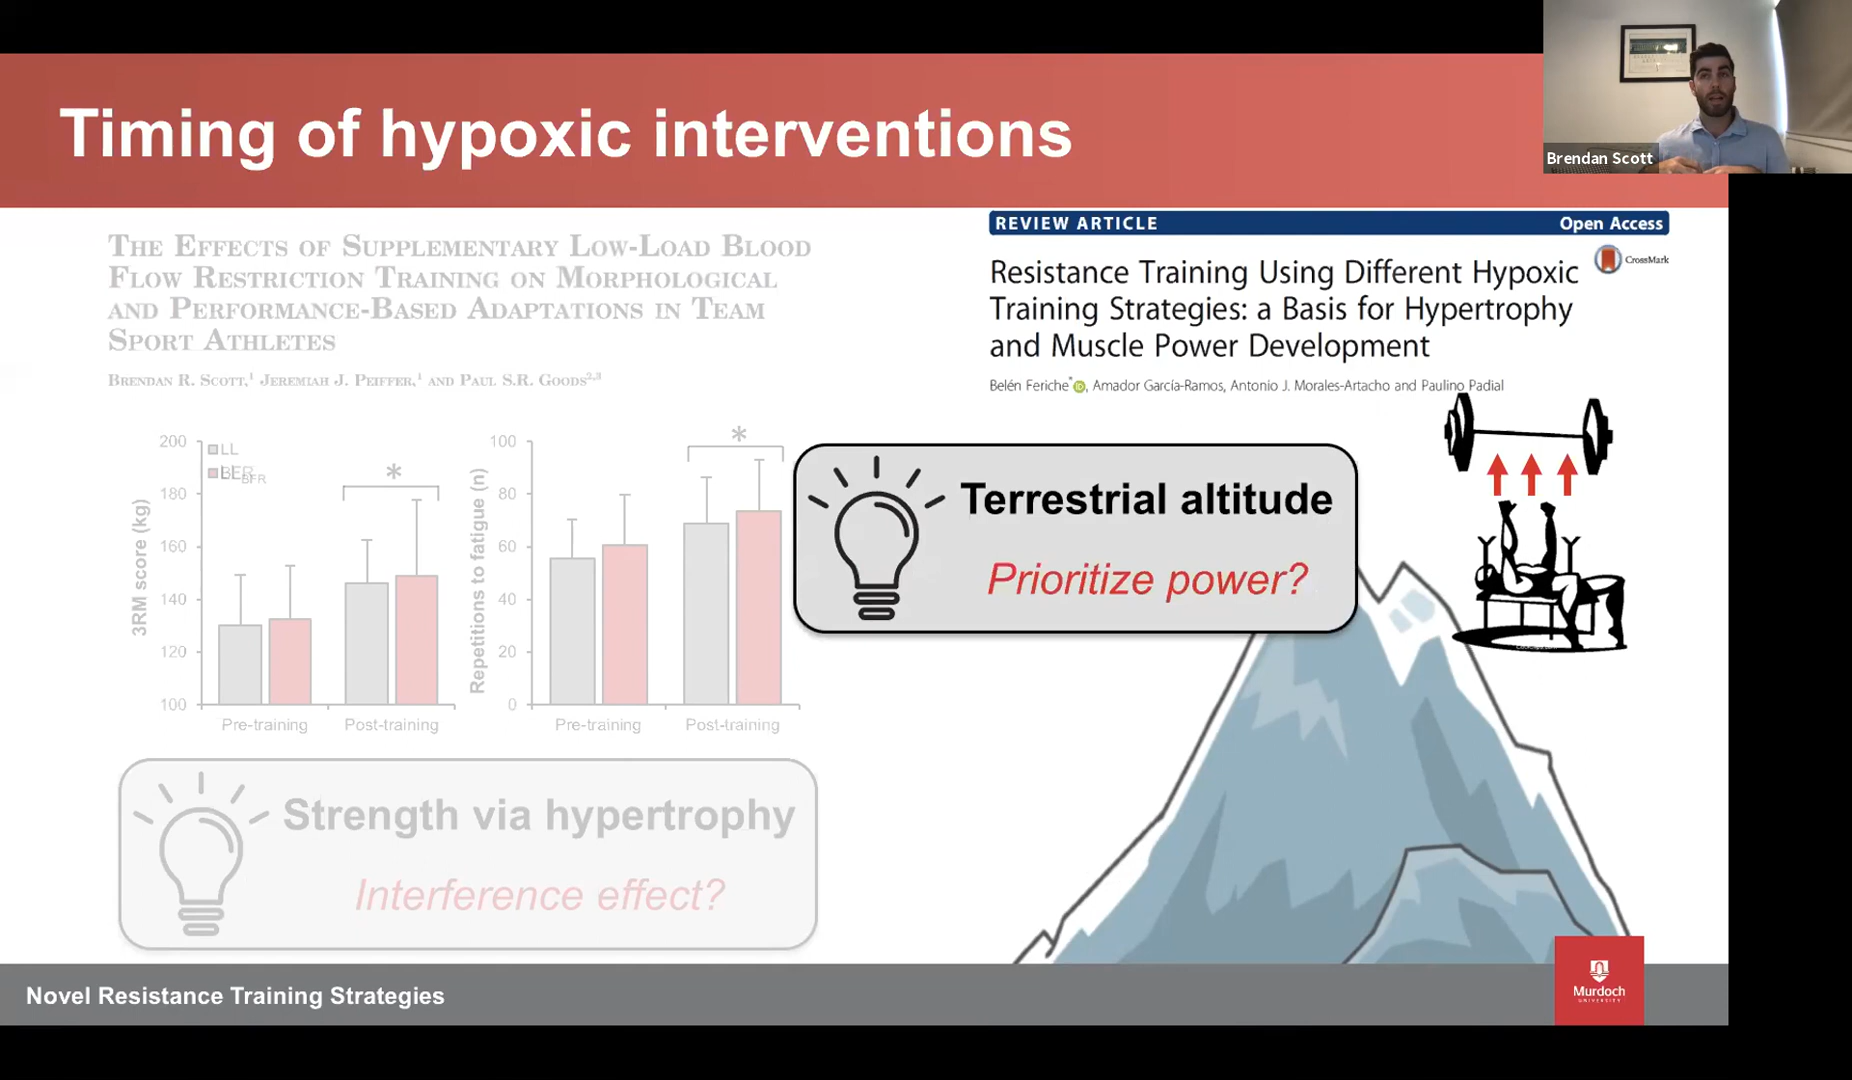 Timing of hypoxic interventions
Brendan Scott
THE EFFECTS OF SUPPLEMENTARY LOW-LOAD BLOOD
FLOW RESTRICTION TRAINING ON MORPHOLOGICAL
AND PERFORMANCE-BASED ADAPTATIONS IN TEAM
SPORT ATHLETES
BRENDAN R. SCOTT,1 JEREMIAH J. PEIFFER,1 AND PAUL S.R. GOODS2,3
200
180
160
140
120
100
3RM score (kg)
LL
*
Pre-training
Post-training
100
80
60
40
20
0
Repetitions to fatigue (n)
*
Pre-training
Post-training
Strength via hypertrophy
Interference effect?
REVIEW ARTICLE
Open Access
CrossMark
Resistance Training Using Different Hypoxic
Training Strategies: a Basis for Hypertrophy
and Muscle Power Development
Belén Feriche*, Amador García-Ramos, Antonio J. Morales-Artacho and Paulino Padial
Terrestrial altitude
Prioritize power?
Novel Resistance Training Strategies
Murdoch
UNIVERSITY